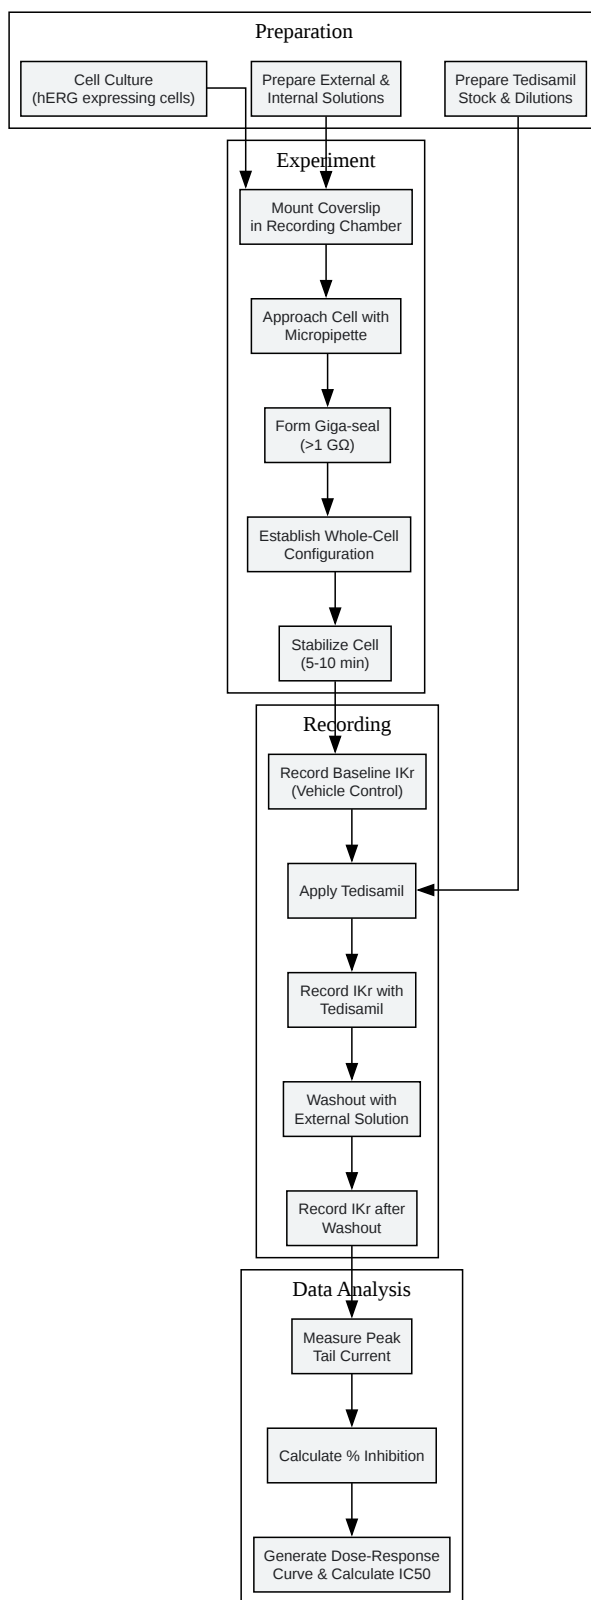 Preparation
Cell Culture
(hERG expressing cells)
Prepare External &
Internal Solutions
Prepare Tedisamil
Stock & Dilutions
Experiment
Mount Coverslip
in Recording Chamber
Approach Cell with
Micropipette
Form Giga-seal
(>1 GΩ)
Establish Whole-Cell
Configuration
Stabilize Cell
(5-10 min)
Recording
Record Baseline IKr
(Vehicle Control)
Apply Tedisamil
Record IKr with
Tedisamil
Washout with
External Solution
Record IKr after
Washout
Data Analysis
Measure Peak
Tail Current
Calculate % Inhibition
Generate Dose-Response
Curve & Calculate IC50